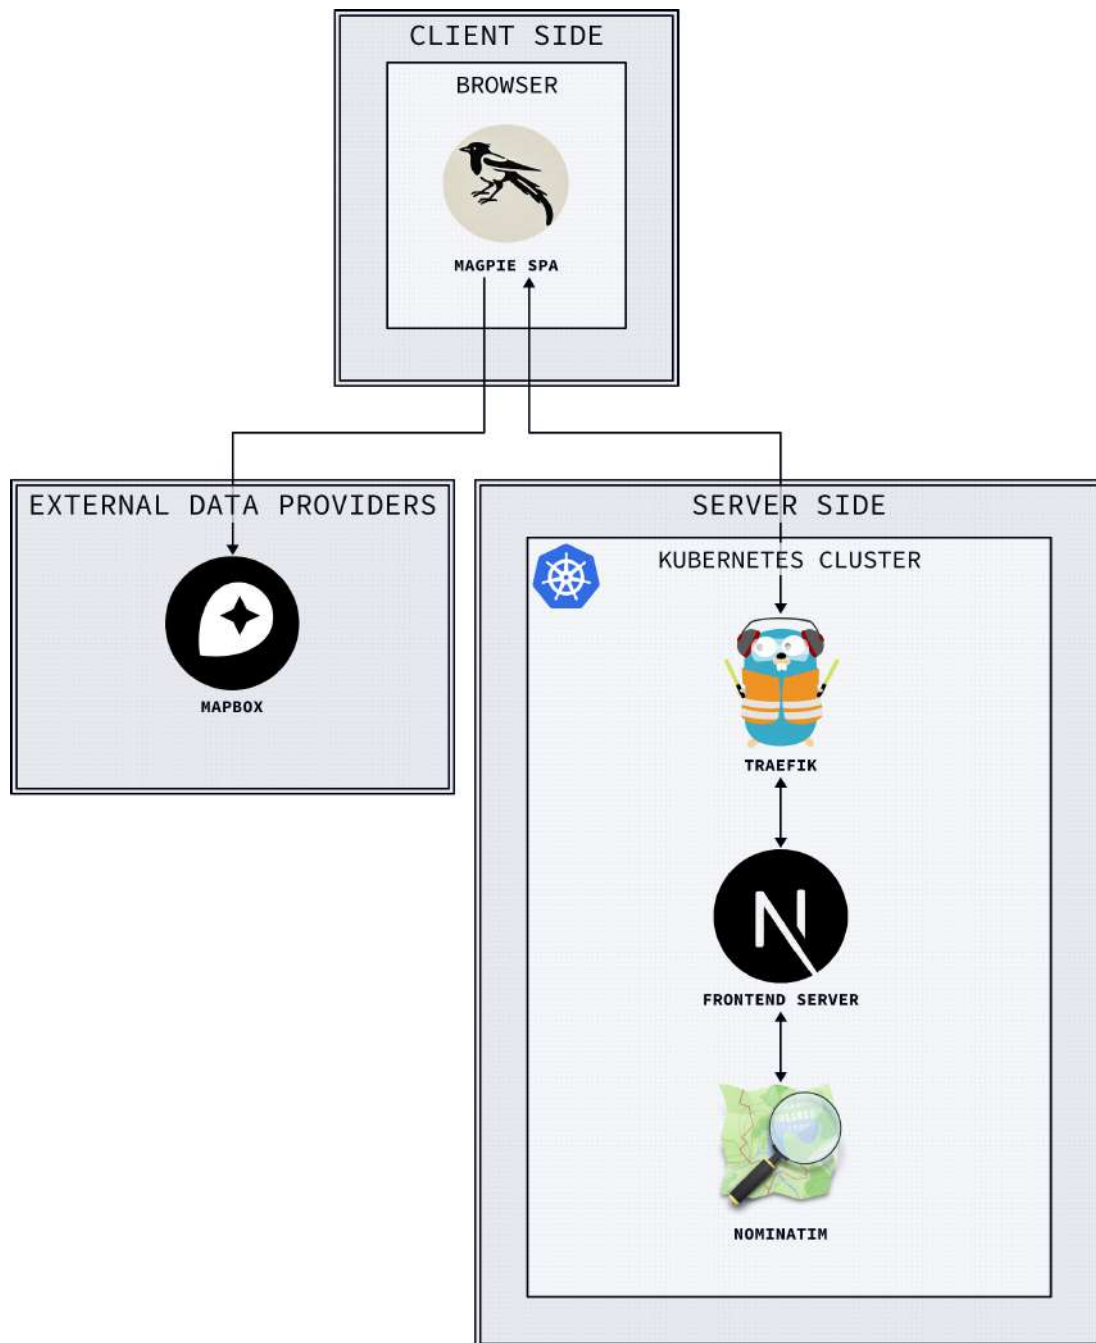 CLIENT SIDE
BROWSER
MAGPIE SPA
EXTERNAL DATA PROVIDERS
MAPBOX
SERVER SIDE
KUBERNETES CLUSTER
TRAEFIK
FRONTEND SERVER
NOMINATIM